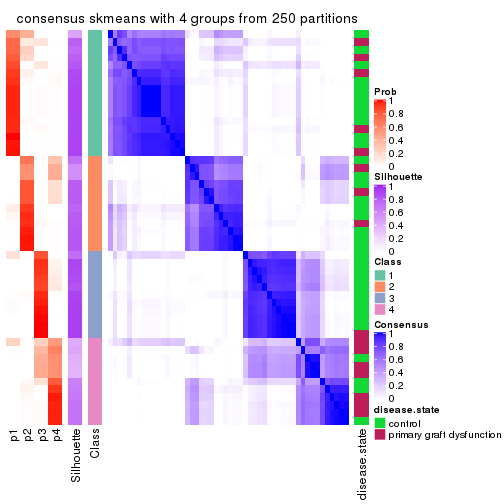 consensus skmeans with 4 groups from 250 partitions
Prob
1
0.8
0.6
0.4
0.2
0
Silhouette
1
0.8
0.6
0.4
0.2
0
Class
1
2
3
4
Consensus
1
0.8
0.6
0.4
0.2
0
disease.state
control
primary graft dysfunction
p1
p2
p3
p4
Silhouette
Class
disease.state